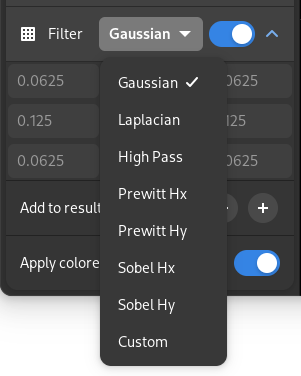 Filter Gaussian
0.0625 0625
0.125 125
0.0625 0625
Add to result
Apply colore
Gaussian
Laplacian
High Pass
Prewitt Hx
Prewitt Hy
Sobel Hx
Sobel Hy
Custom